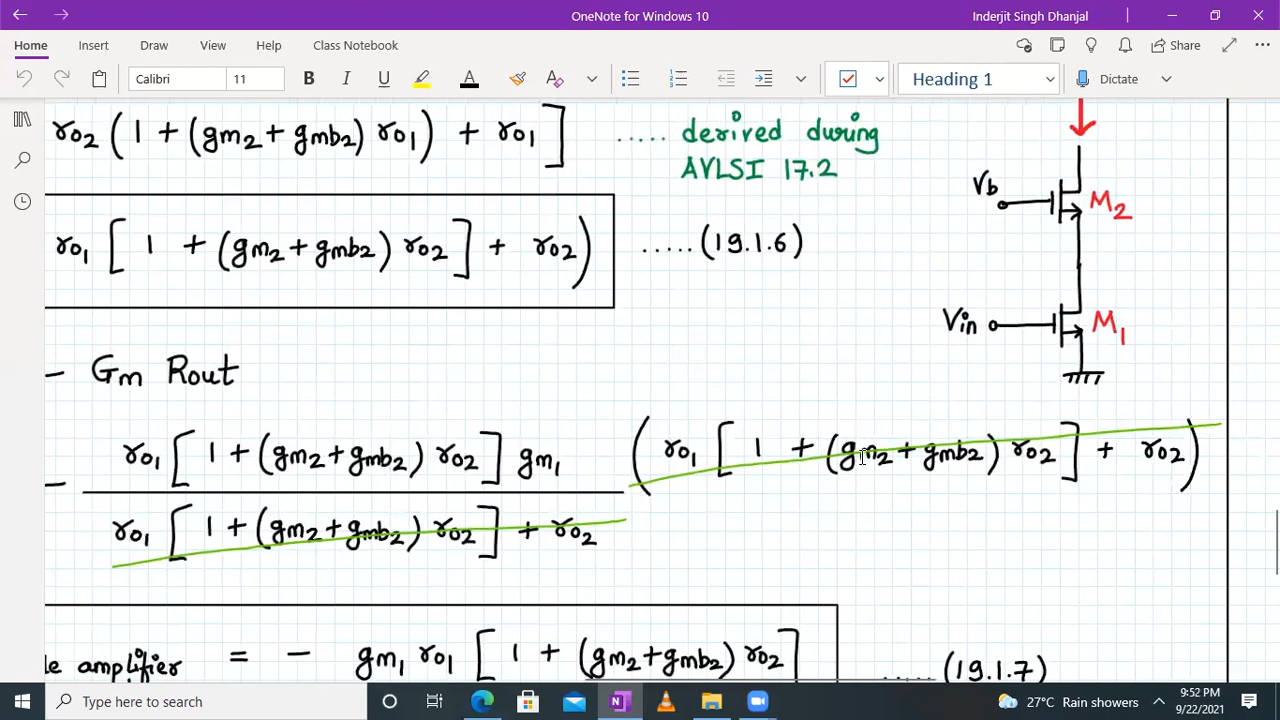 OneNote for Windows 10
Inderjit Singh Dhanjal
Home Insert Draw View Help Class Notebook
Share
Calibri 11 B I U A Heading 1 Dictate
ro2 ( 1 + (gm2 + gmb2) ro1 ) + ro1 ] ..... derived during
AVLSI 17.2
ro1 [ 1 + (gm2 + gmb2) ro2 ] + ro2 ) ..... (19.1.6)
Vb M2
Vin M1
- Gm Rout
ro1 [ 1 + (gm2 + gmb2) ro2 ] gm1 ( ro1 [ 1 + (gm2 + gmb2) ro2 ] + ro2 )
-
ro1 [ 1 + (gm2 + gmb2) ro2 ] + ro2
le amplifier = - gm1 ro1 [ 1 + (gm2 + gmb2) ro2 ] ..... (19.1.7)
Type here to search
27°C Rain showers
9:52 PM
9/22/2021